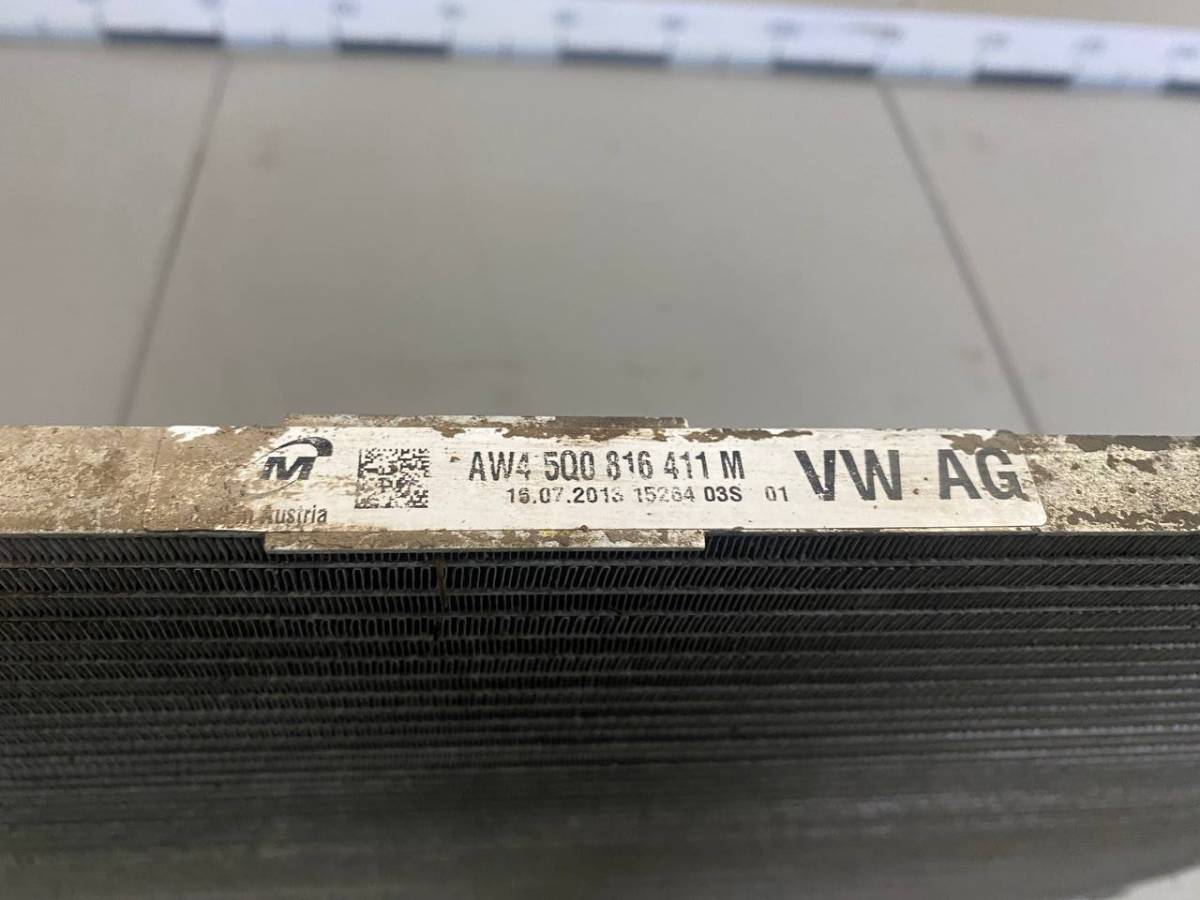 M
AW4 5Q0 816 411 M
16.07.2013 15264 03S 01
VW AG
Austria